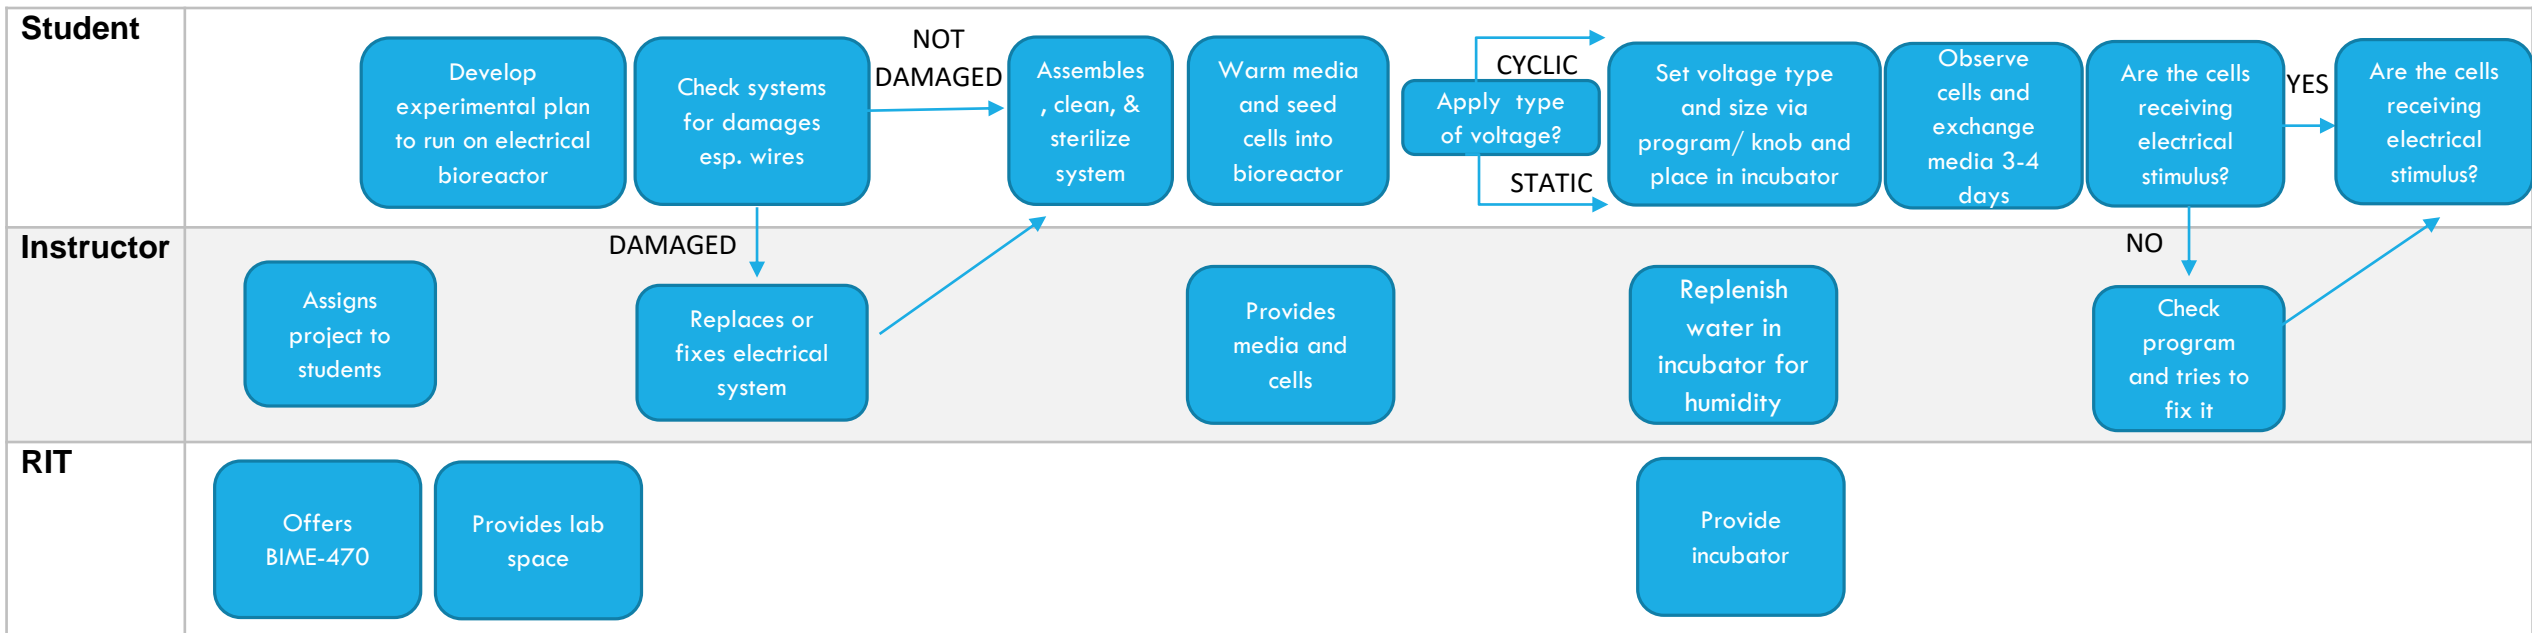 Student
Develop
experimental plan
to run on electrical
bioreactor
Check systems
for damages
esp. wires
NOT
DAMAGED
Assembles
, clean, &
sterilize
system
Warm media
and seed
cells into
bioreactor
CYCLIC
Apply type
of voltage?
STATIC
Set voltage type
and size via
program/ knob and
place in incubator
Observe
cells and
exchange
media 3-4
days
Are the cells
receiving
electrical
stimulus?
YES
Are the cells
receiving
electrical
stimulus?
Instructor
DAMAGED
NO
Assigns
project to
students
Replaces or
fixes electrical
system
Provides
media and
cells
Replenish
water in
incubator for
humidity
Check
program
and tries to
fix it
RIT
Offers
BIME-470
Provides lab
space
Provide
incubator